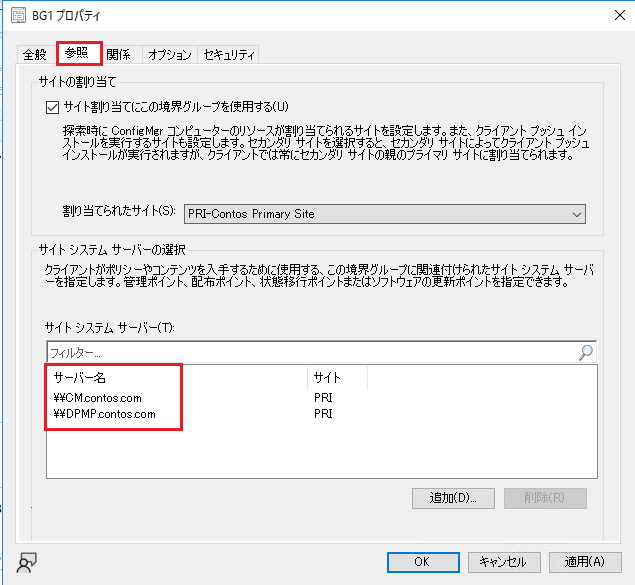 BG1 プロパティ
全般 参照 関係 オプション セキュリティ
サイトの割り当て
サイト割り当てにこの境界グループを使用する(U)
探索時に ConfigMgr コンピューターのリソースが割り当てられるサイトを設定します。また、クライアント プッシュ イン
ストールを実行するサイトも設定します。セカンダリ サイトを選択すると、セカンダリ サイトによってクライアント プッシュ
インストールが実行されますが、クライアントでは常にセカンダリ サイトの親のプライマリ サイトに割り当てられます。
割り当てられたサイト(S):
PRI-Contos Primary Site
サイト システム サーバーの選択
クライアントがポリシーやコンテンツを入手するために使用する、この境界グループに関連付けられたサイト システム サーバ
ーを指定します。管理ポイント、配布ポイント、状態移行ポイントまたはソフトウェアの更新ポイントを指定できます。
サイト システム サーバー(T):
フィルター...
サーバー名 サイト
¥¥CM.contos.com PRI
¥¥DPMP.contos.com PRI
追加(D)... 削除(R)
OK キャンセル 適用(A)